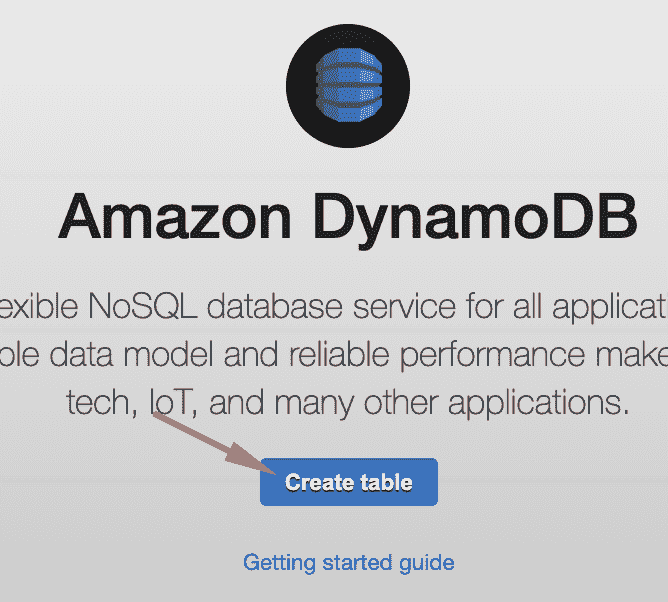 Amazon DynamoDB
exible NoSQL database service for all applicati
ole data model and reliable performance make
tech, IoT, and many other applications.
Create table
Getting started guide